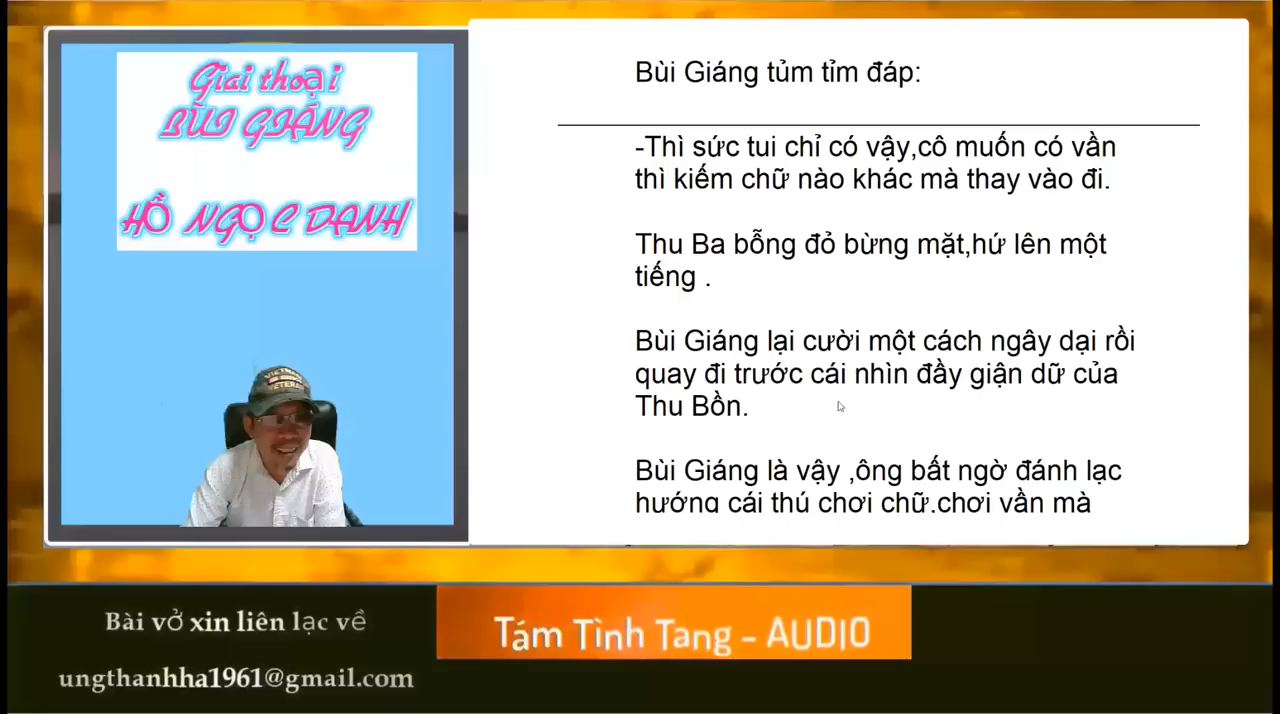 Giai thoại
BÙI GIÁNG
HỒ NGỌC DANH
VIETNAM
VETERAN
Bùi Giáng tủm tỉm đáp:
-Thì sức tui chỉ có vậy,cô muốn có vần
thì kiếm chữ nào khác mà thay vào đi.
Thu Ba bỗng đỏ bừng mặt,hứ lên một
tiếng .
Bùi Giáng lại cười một cách ngây dại rồi
quay đi trước cái nhìn đầy giận dữ của
Thu Bồn.
Bùi Giáng là vậy ,ông bất ngờ đánh lạc
hướng cái thú chơi chữ.chơi vần mà
Bài vở xin liên lạc về
ungthanhha1961@gmail.com
Tám Tình Tang - AUDIO